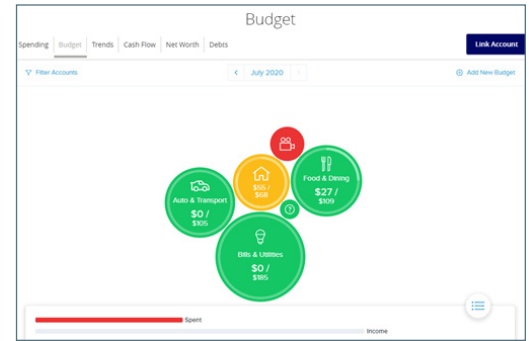 Budget
Spending Budget Trends Cash Flow Net Worth Debts
Link Account
Filter Accounts
July 2020
Add New Budget
Food & Dining
$27 /
$109
$55 /
$68
Auto & Transport
$0 /
$105
?
Bills & Utilities
$0 /
$185
Spent
Income